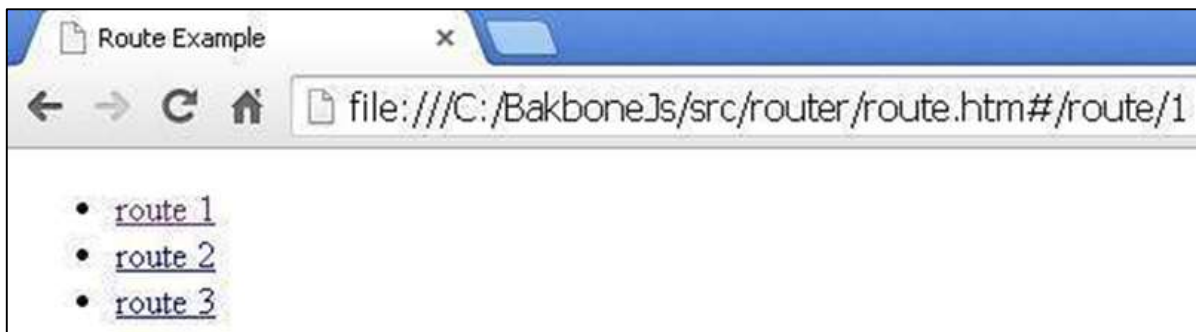 Route Example
file:///C:/BakboneJs/src/router/route.htm#/route/1
route 1
route 2
route 3